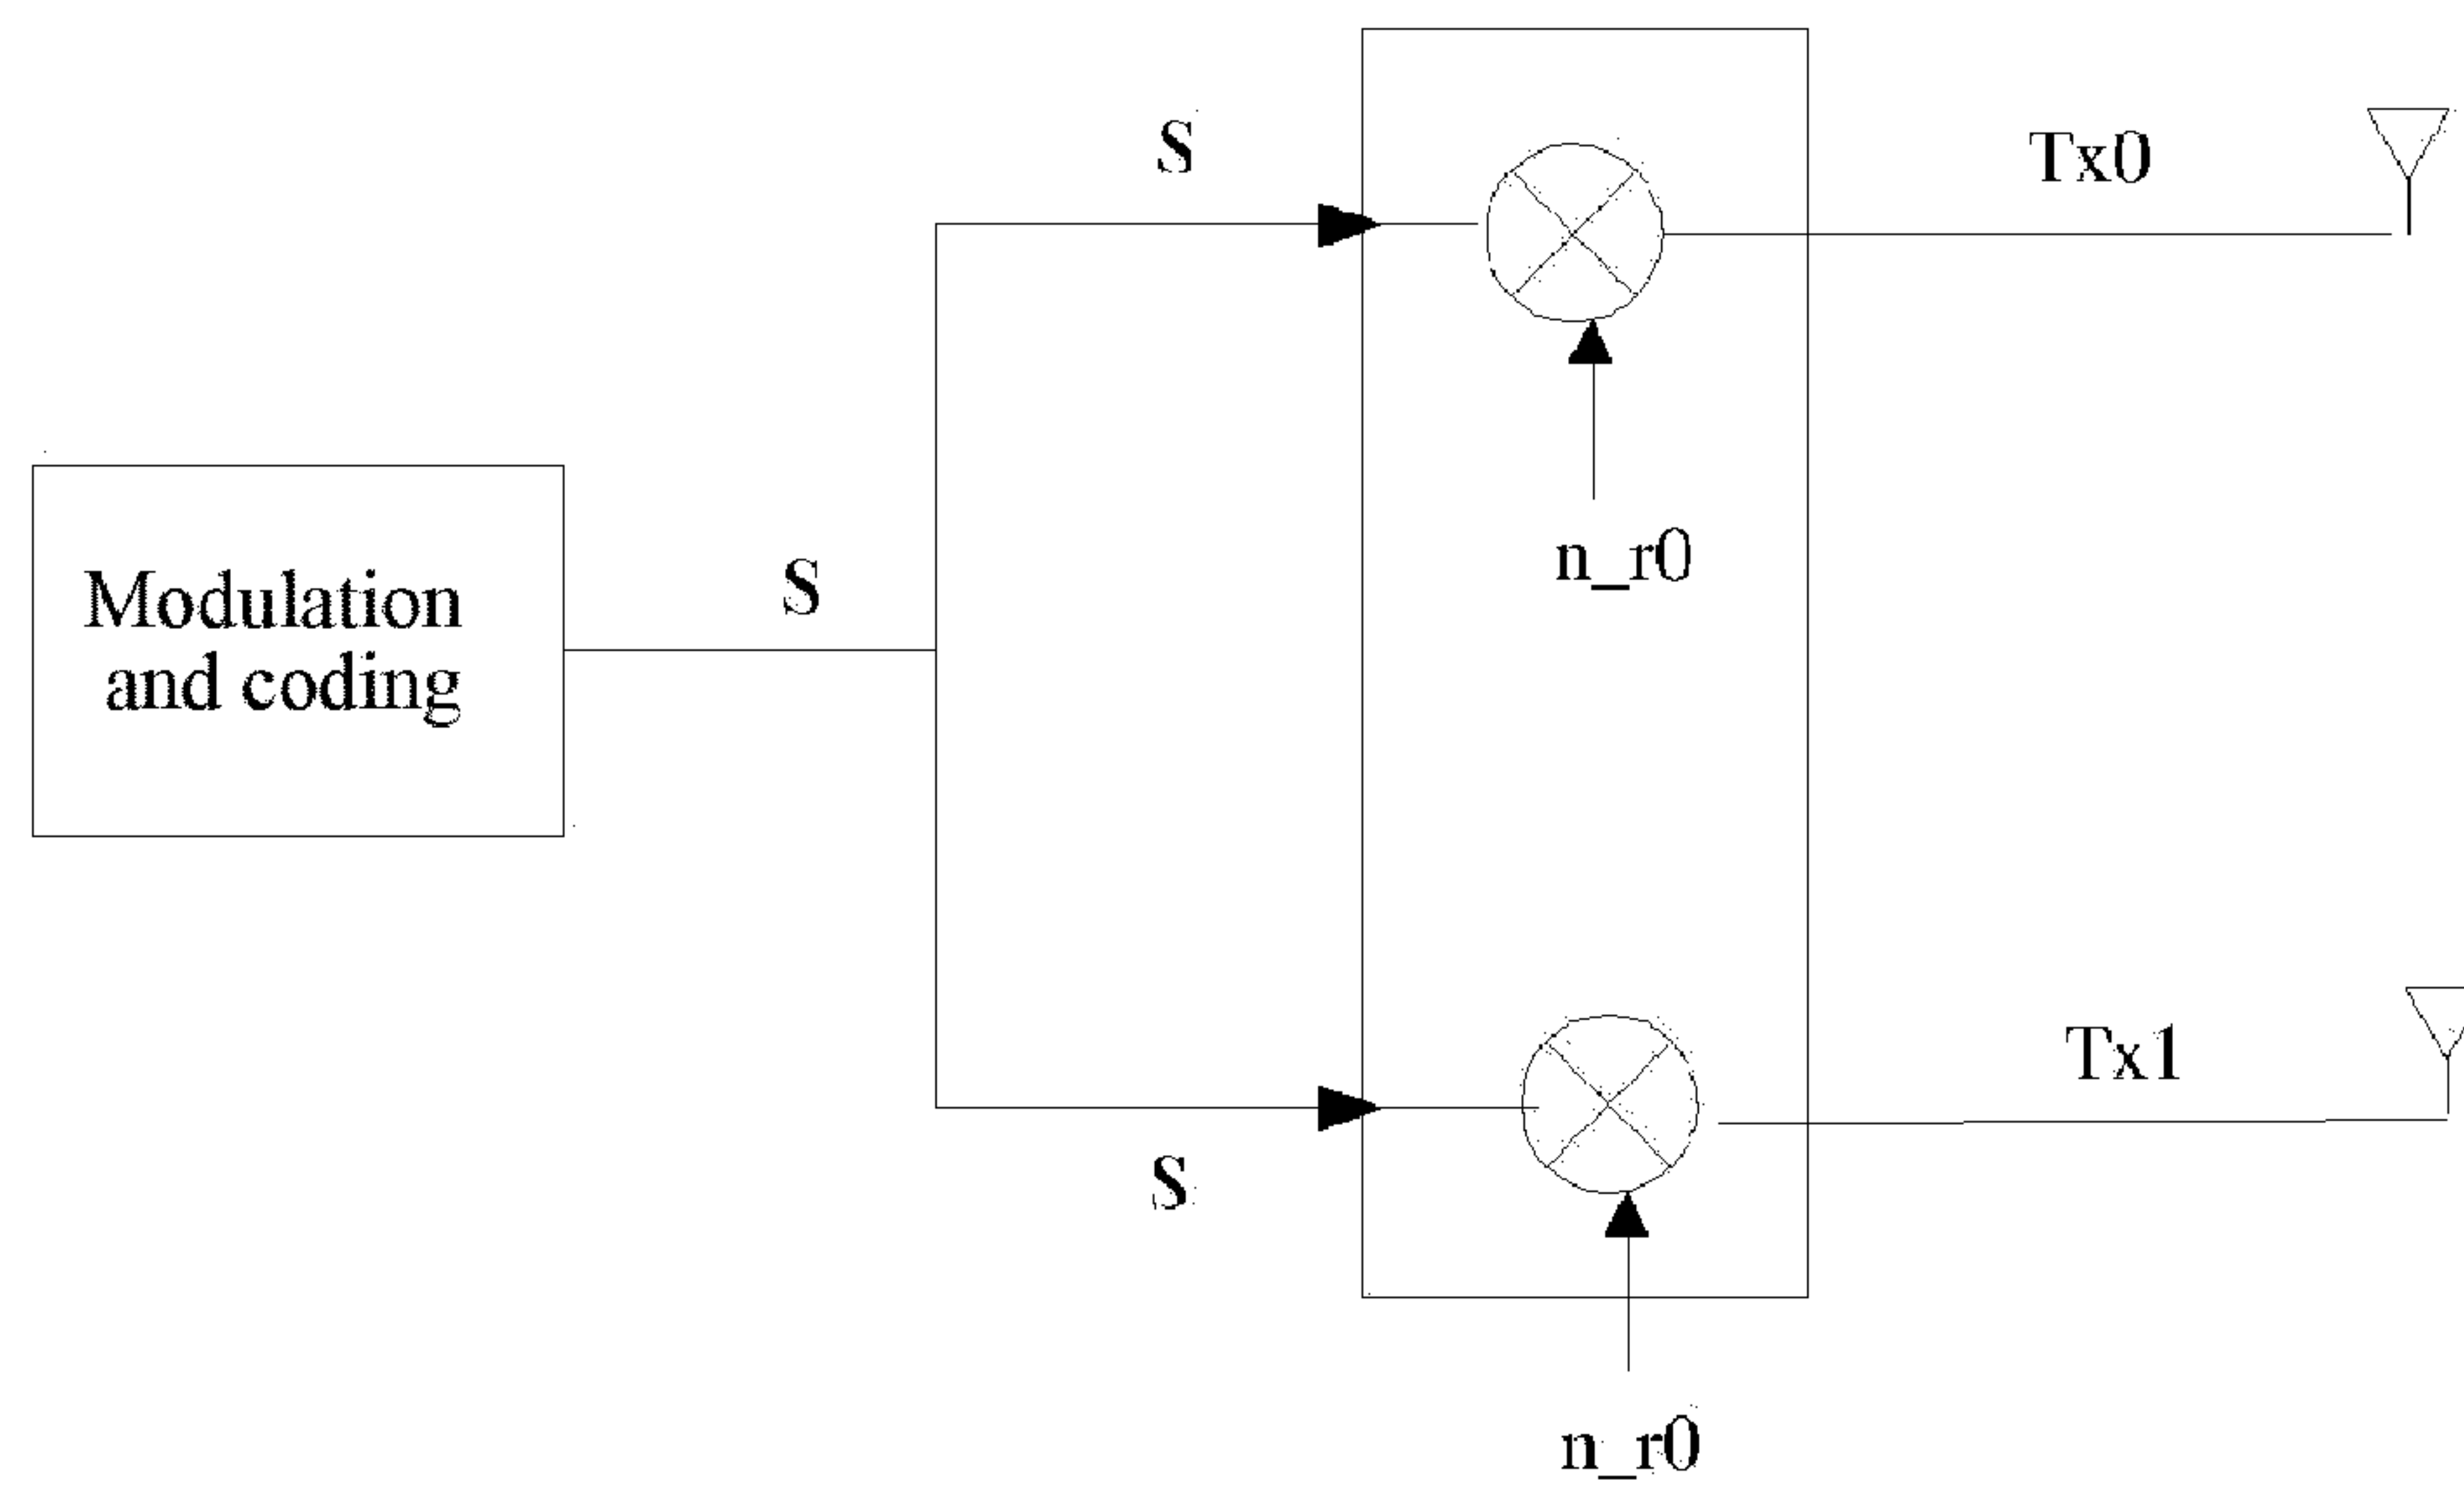 S
Tx0
n_r0
S
Modulation
and coding
Tx1
S
n_r0